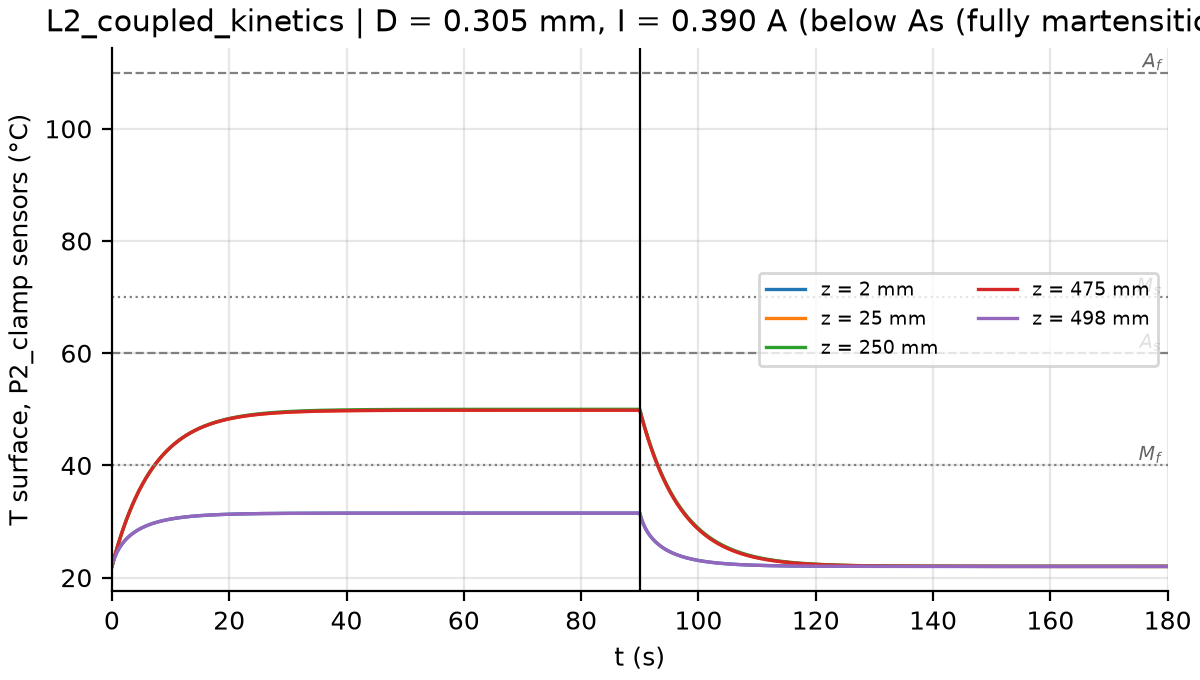 L2_coupled_kinetics | D = 0.305 mm, I = 0.390 A (below As (fully martensitic
T surface, P2_clamp sensors (°C)
100
80
60
40
20
A_f
M_s
A_s
M_f
z = 2 mm
z = 25 mm
z = 250 mm
z = 475 mm
z = 498 mm
0 20 40 60 80 100 120 140 160 180
t (s)